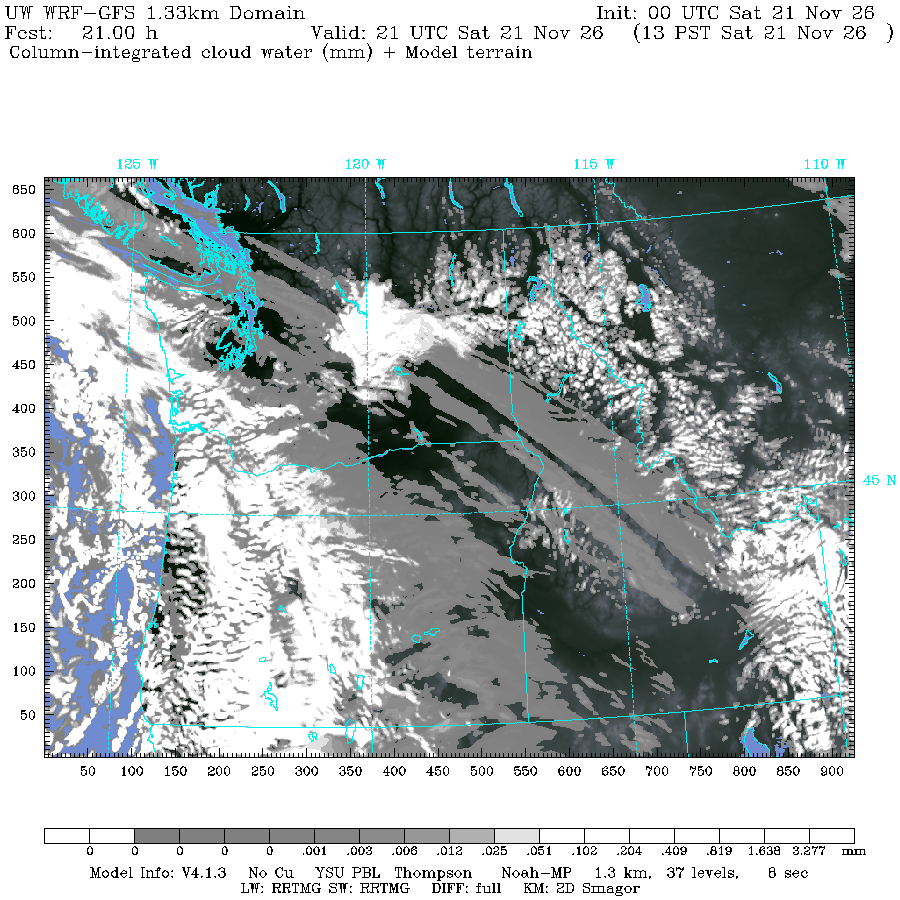 UW WRF-GFS 1.33km Domain Init: 00 UTC Sat 21 Nov 26
Fcst: 21.00 h Valid: 21 UTC Sat 21 Nov 26 (13 PST Sat 21 Nov 26 )
Column-integrated cloud water (mm) + Model terrain
125 W 120 W 115 W 110 W
650
600
550
500
450
400
350
45 N
300
250
200
150
100
50
50 100 150 200 250 300 350 400 450 500 550 600 650 700 750 800 850 900
0 0 0 0 0 .001 .003 .006 .012 .025 .051 .102 .204 .409 .819 1.638 3.277 mm
Model Info: V4.1.3 No Cu YSU PBL Thompson Noah-MP 1.3 km, 37 levels, 8 sec
LW: RRTMG SW: RRTMG DIFF: full KM: 2D Smagor